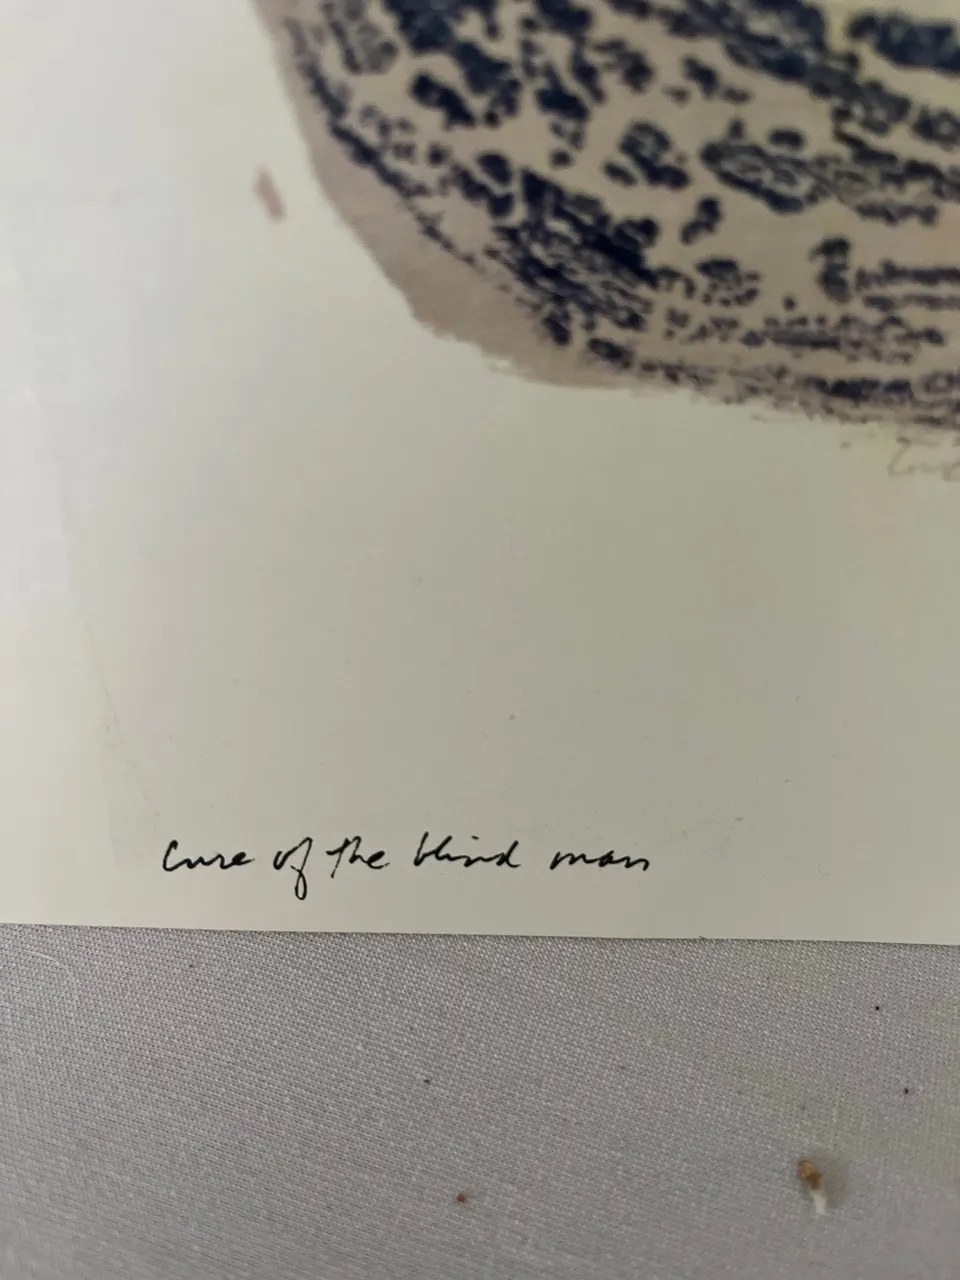 Cure of the blind man